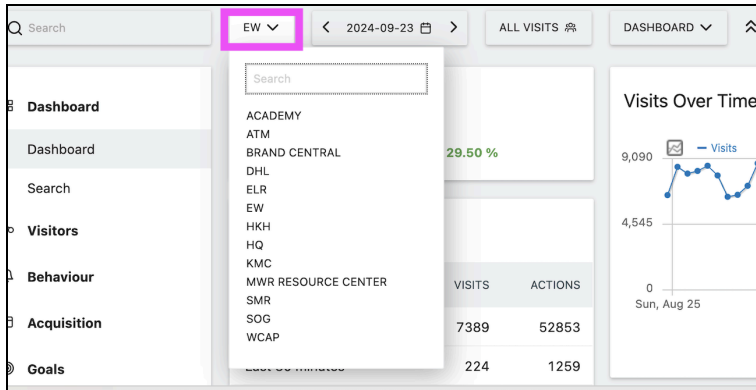 Search
EW
2024-09-23
ALL VISITS
DASHBOARD
Dashboard
Dashboard
Search
Visitors
Behaviour
Acquisition
Goals
Search
ACADEMY
ATM
BRAND CENTRAL
DHL
ELR
EW
HKH
HQ
KMC
MWR RESOURCE CENTER
SMR
SOG
WCAP
29.50 %
VISITS ACTIONS
7389 52853
224 1259
Visits Over Time
Visits
9,090
4,545
0
Sun, Aug 25